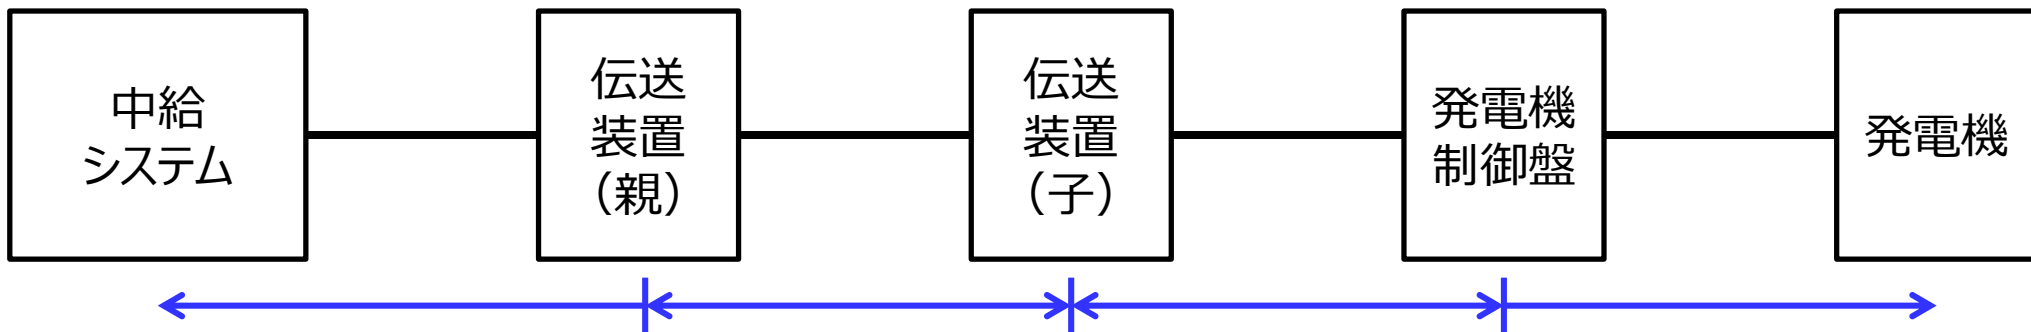 中給
システム
伝送
装置
（親）
伝送
装置
（子）
発電機
制御盤
発電機